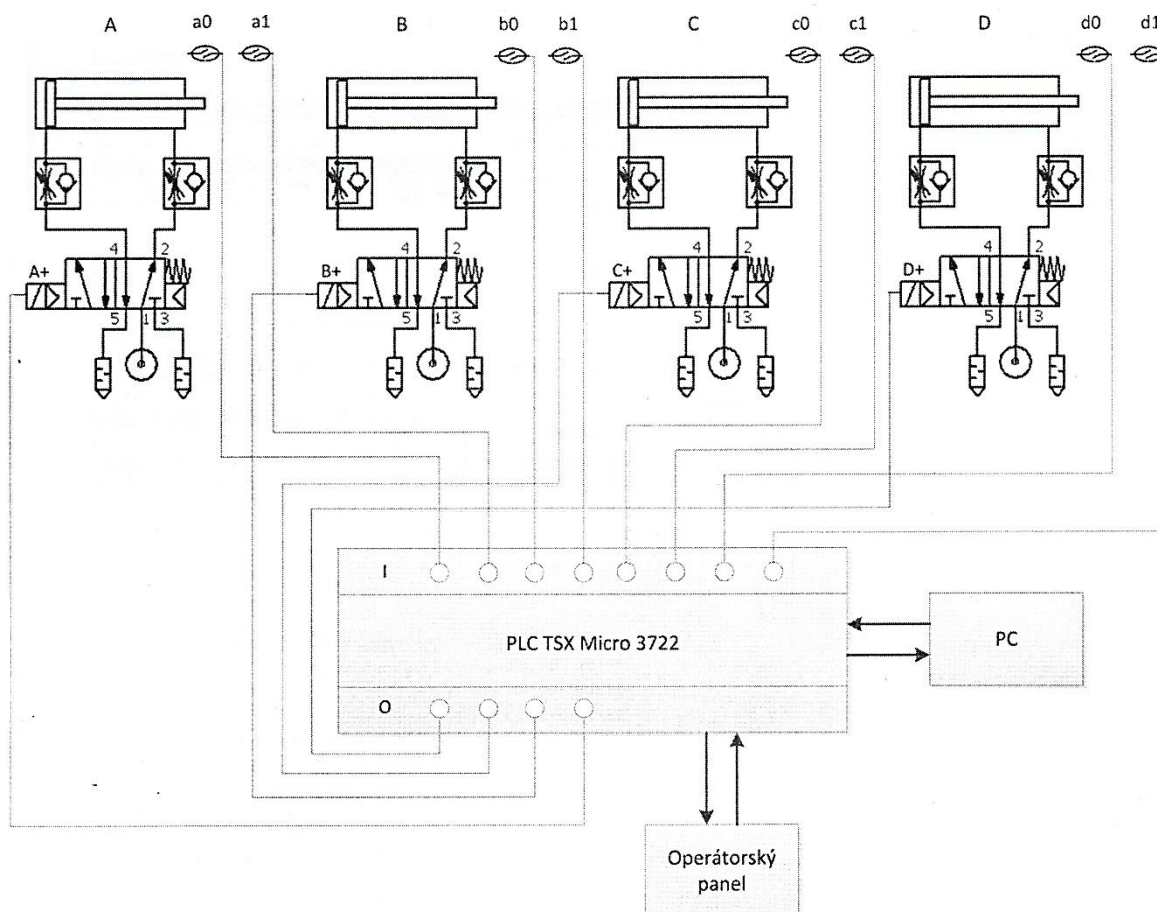 A a0 a1 B b0 b1 C c0 c1 D d0 d1
4 2 4 2 4 2 4 2
A+ B+ C+ D+
5 1 3 5 1 3 5 1 3 5 1 3
I
PLC TSX Micro 3722
PC
O
Operátorský
panel